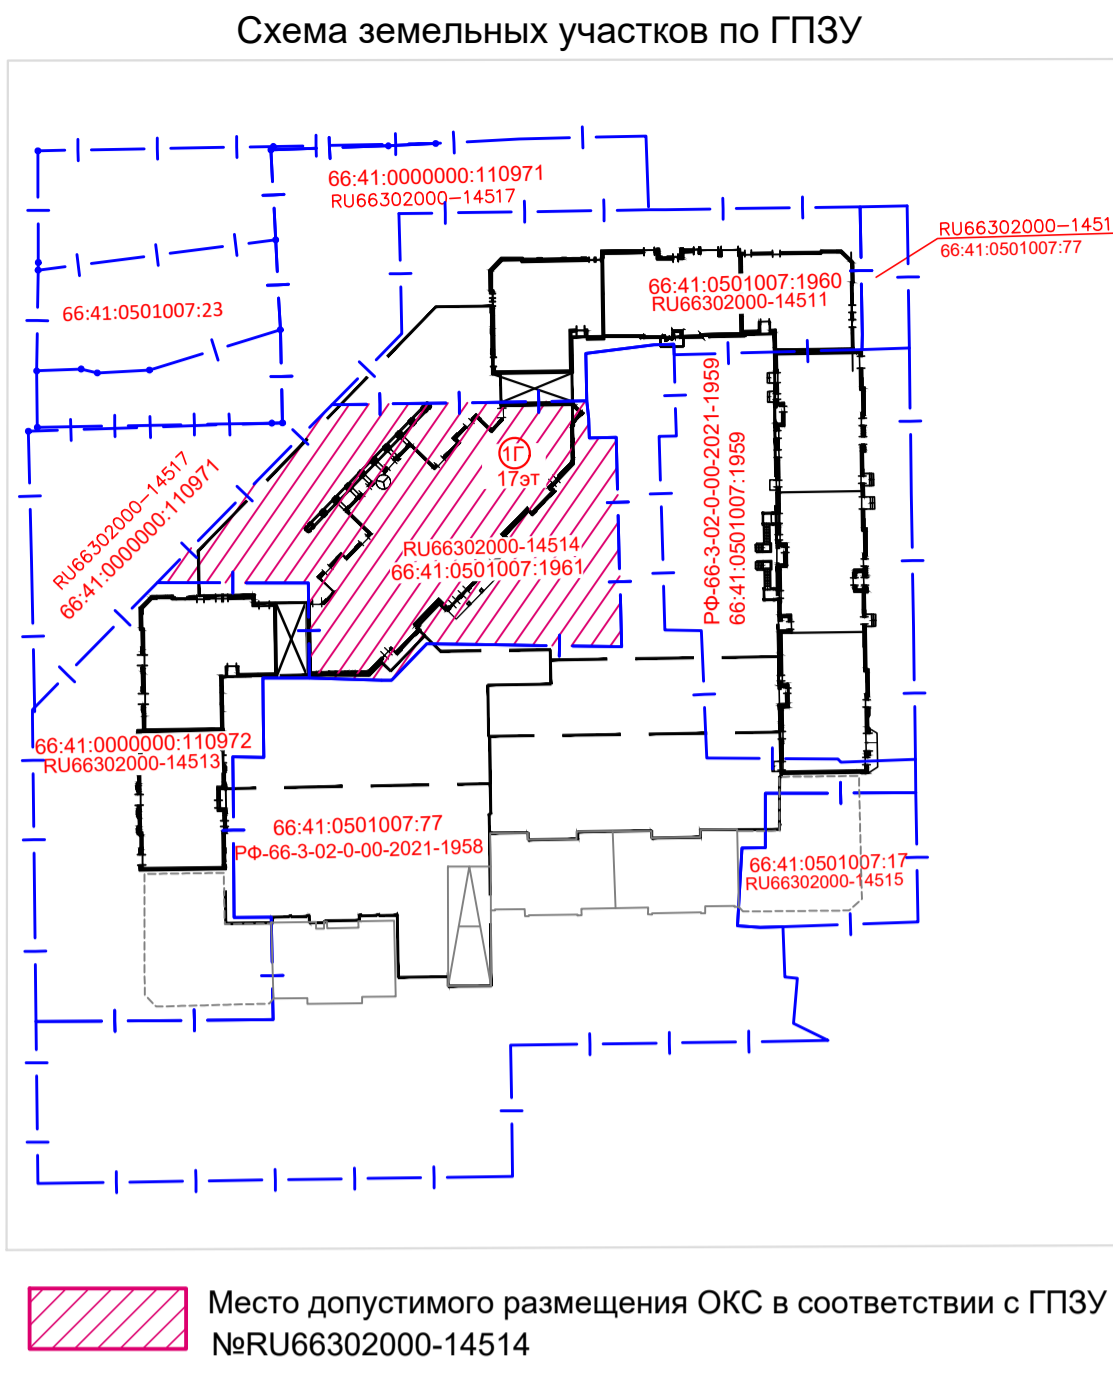 Схема земельных участков по ГПЗУ
66:41:0000000:110971
RU66302000-14517
RU66302000-1451
66:41:0501007:77
66:41:0501007:1960
RU66302000-14511
66:41:0501007:23
РФ-66-3-02-0-00-2021-1959
66:41:0501007:1959
1Г
17эт
RU66302000-14517
66:41:0000000:110971
RU66302000-14514
66:41:0501007:1961
66:41:0000000:110972
RU66302000-14513
66:41:0501007:77
РФ-66-3-02-0-00-2021-1958
66:41:0501007:17
RU66302000-14515
Место допустимого размещения ОКС в соответствии с ГПЗУ
№RU66302000-14514